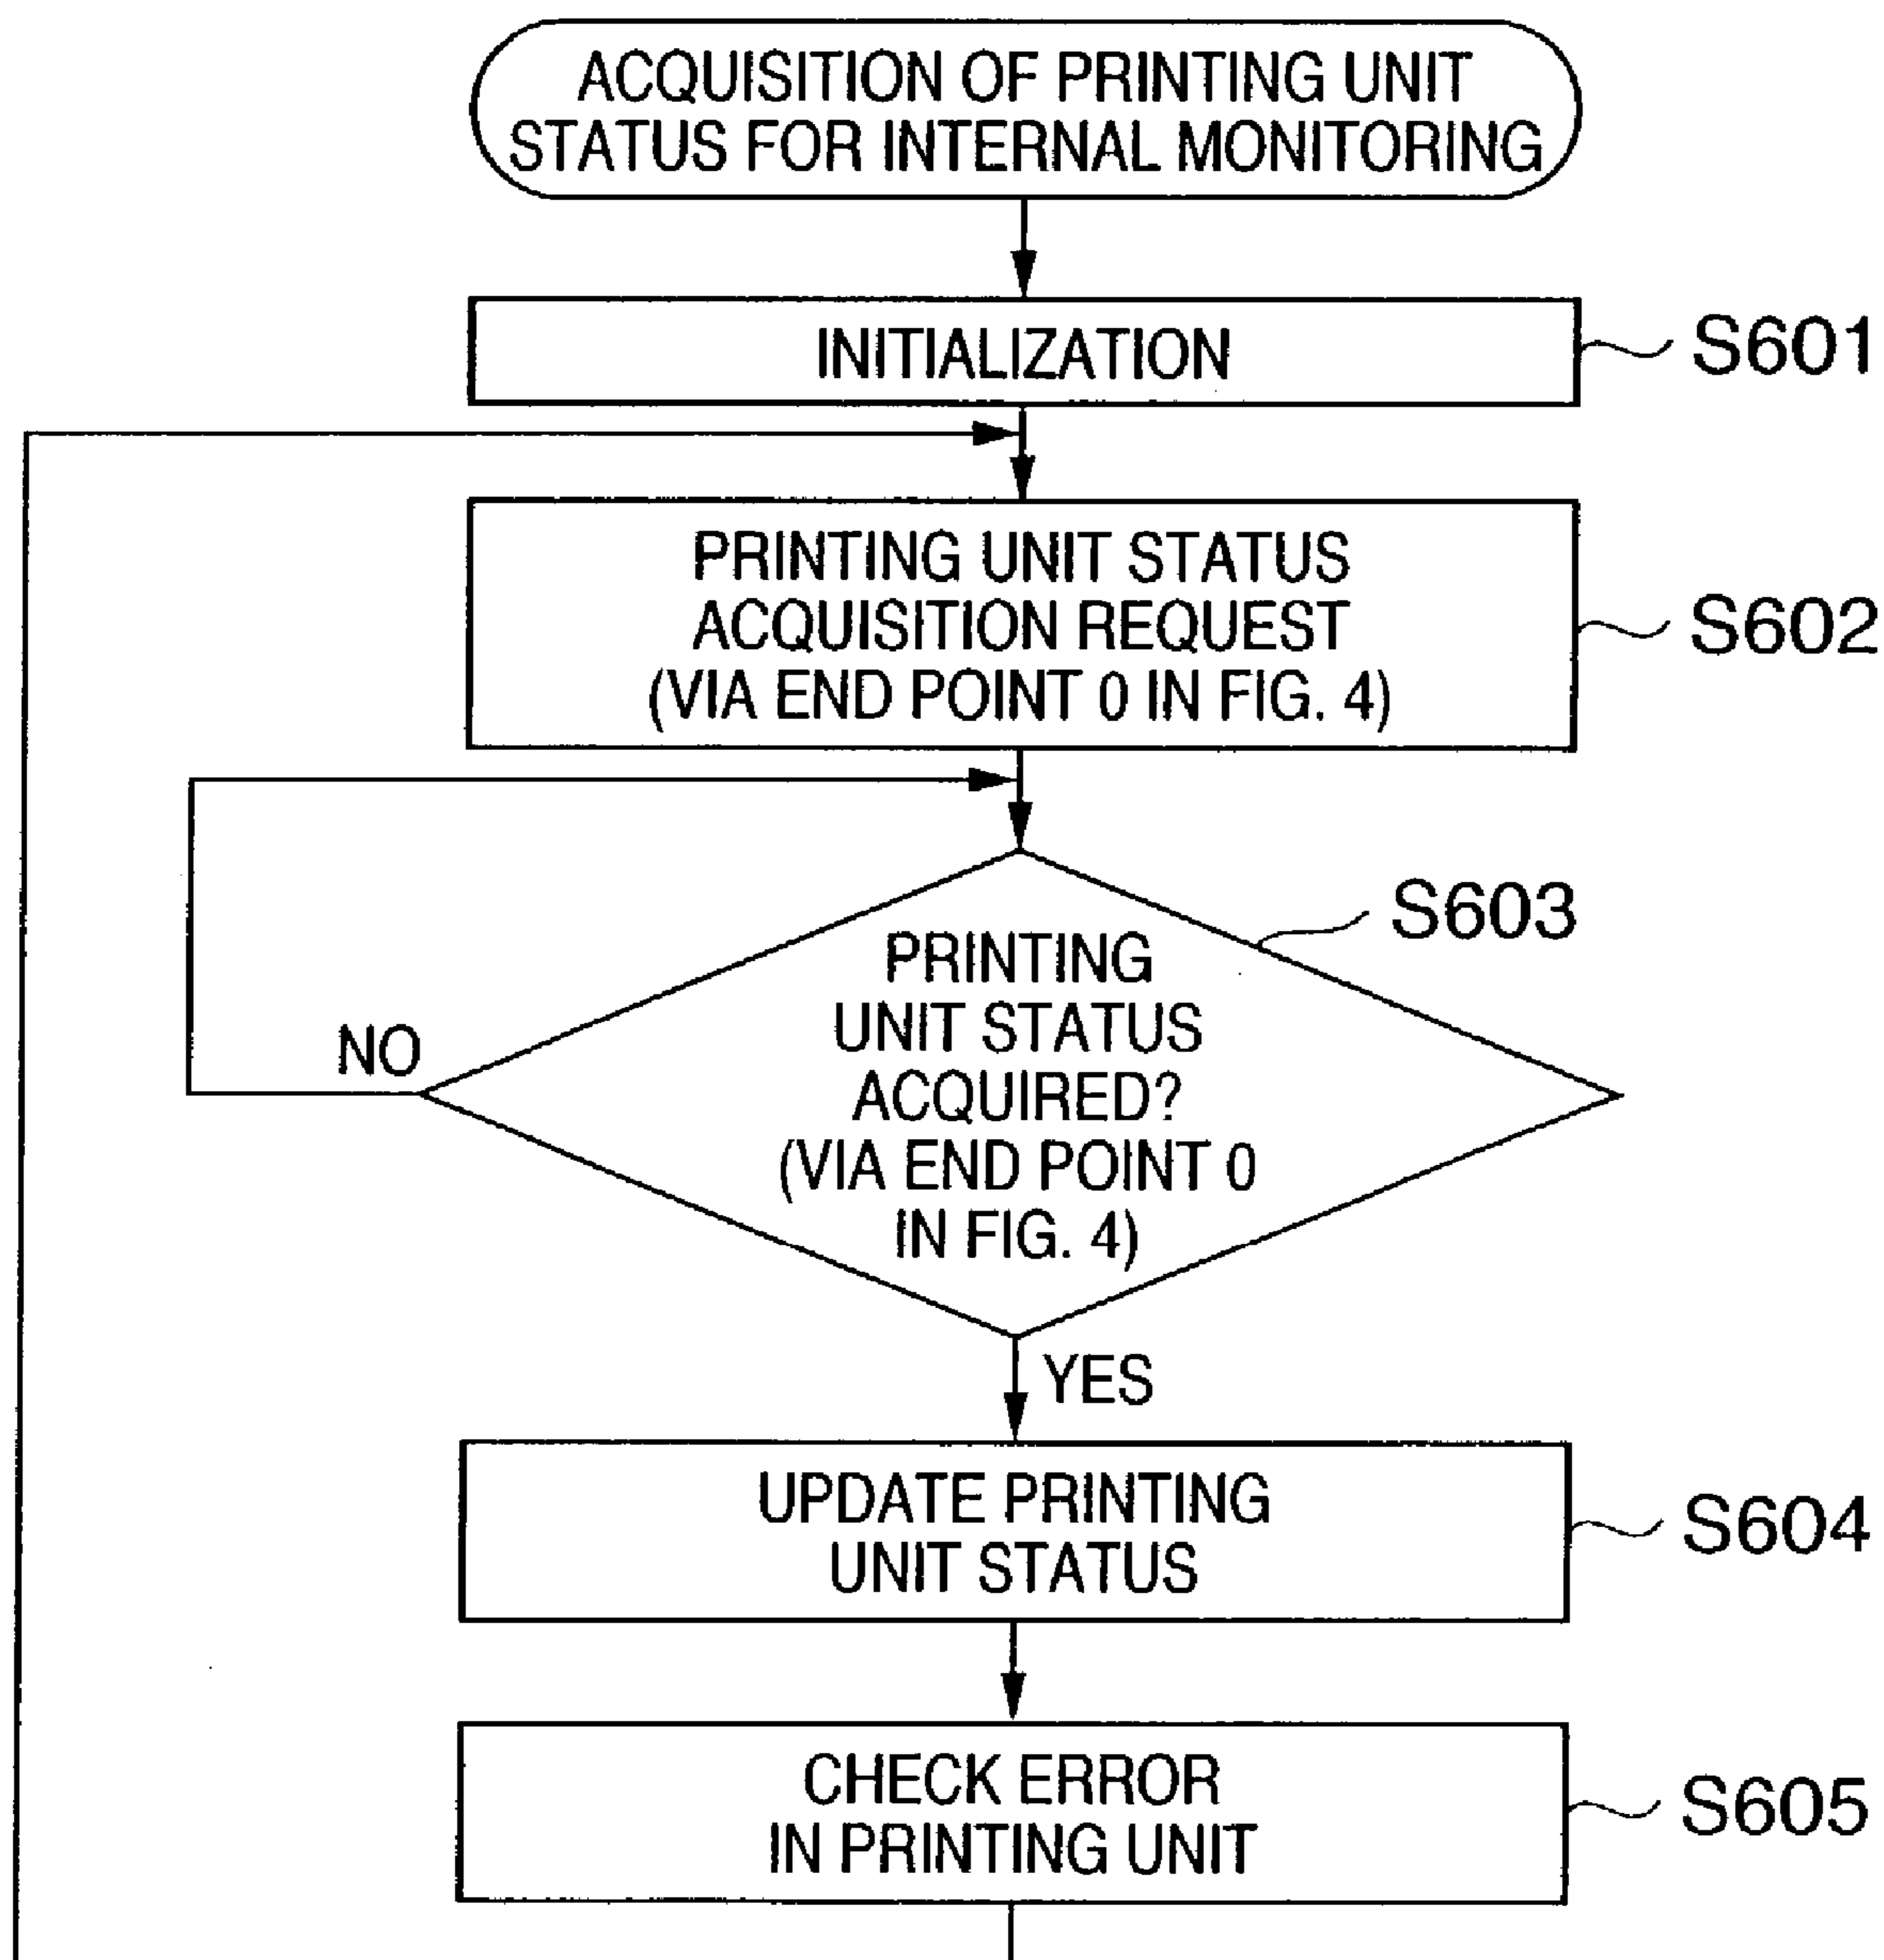 ACQUISITION OF PRINTING UNIT
STATUS FOR INTERNAL MONITORING
INITIALIZATION
S601
PRINTING UNIT STATUS
ACQUISITION REQUEST
(VIA END POINT 0 IN FIG. 4)
S602
S603
PRINTING
UNIT STATUS
ACQUIRED?
(VIA END POINT 0
IN FIG. 4)
NO
YES
UPDATE PRINTING
UNIT STATUS
S604
CHECK ERROR
IN PRINTING UNIT
S605